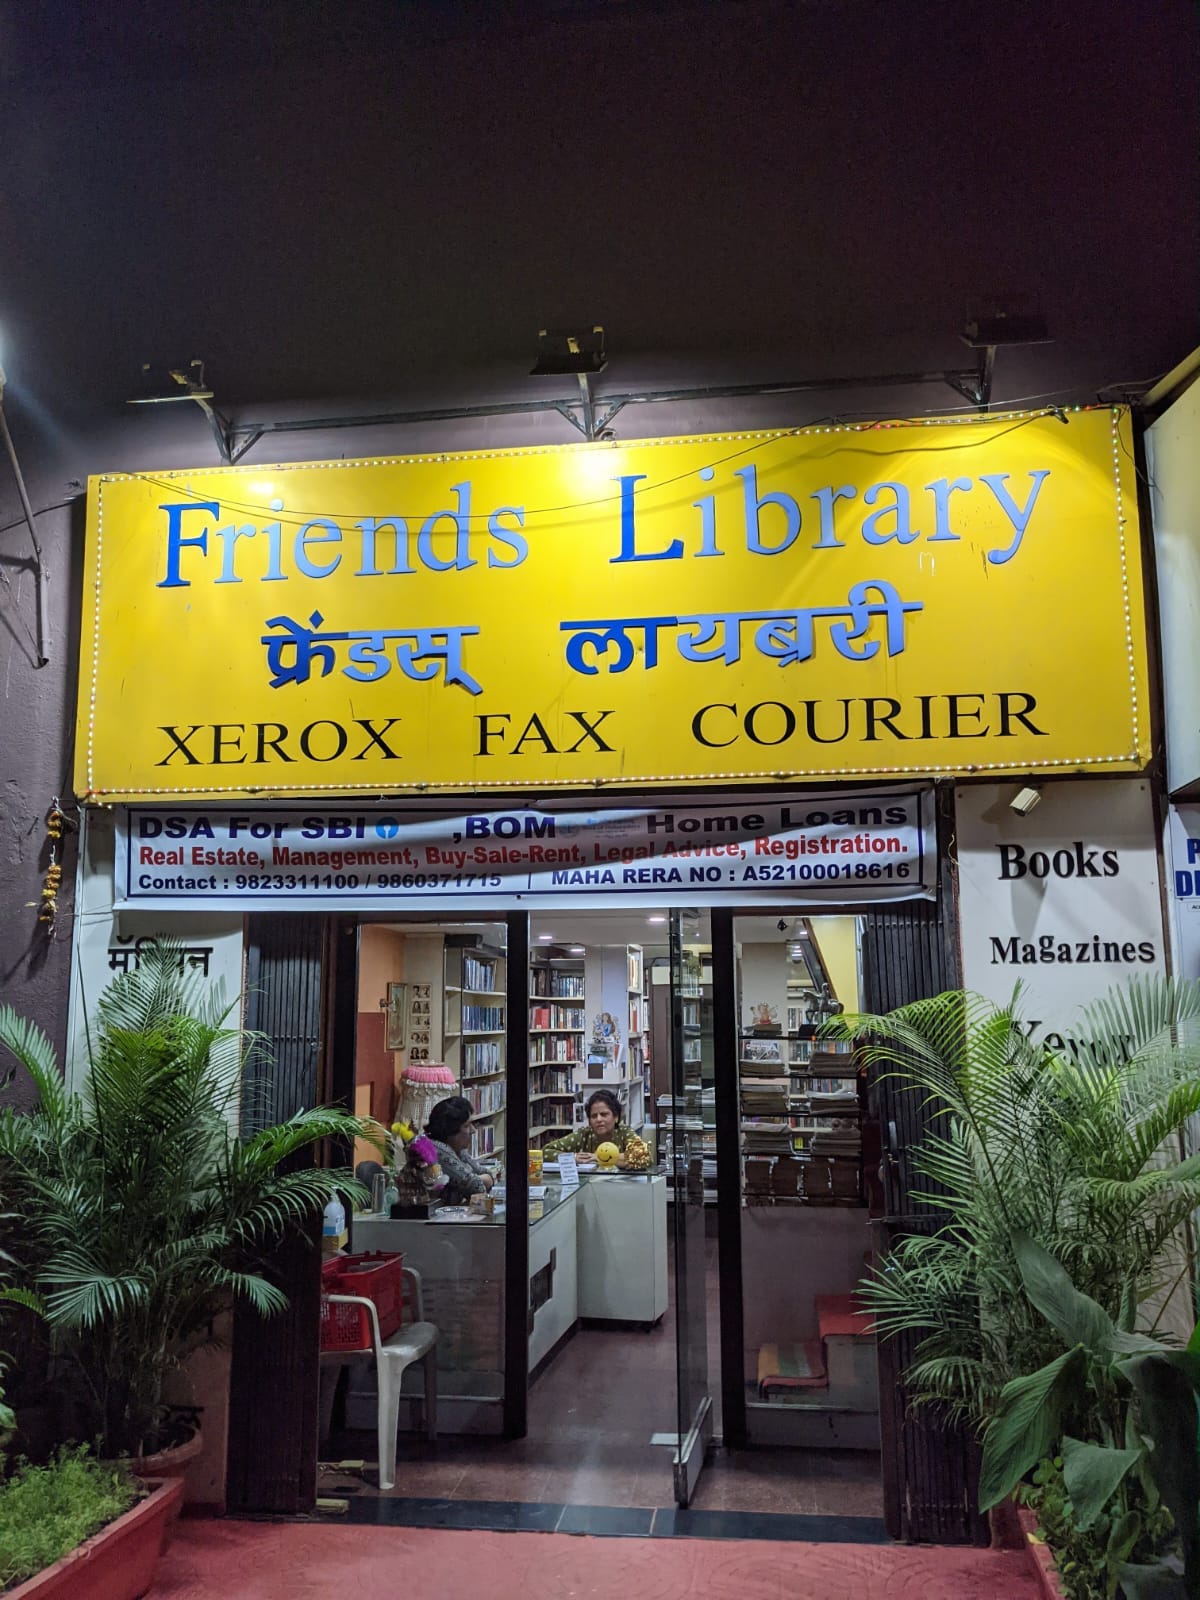 Friends Library
फ्रेंडस् लायब्ररी
XEROX FAX COURIER
DSA For SBI ,BOM Home Loans
Real Estate, Management, Buy-Sale-Rent, Legal Advice, Registration.
Contact : 9823311100 / 9860371715 | MAHA RERA NO : A52100018616
Books
Magazines
Xerox